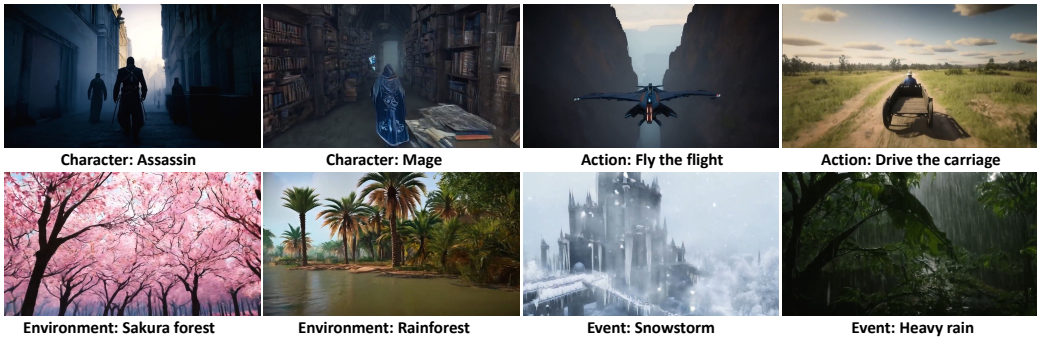 Character: Assassin
Character: Mage
Action: Fly the flight
Action: Drive the carriage
Environment: Sakura forest
Environment: Rainforest
Event: Snowstorm
Event: Heavy rain